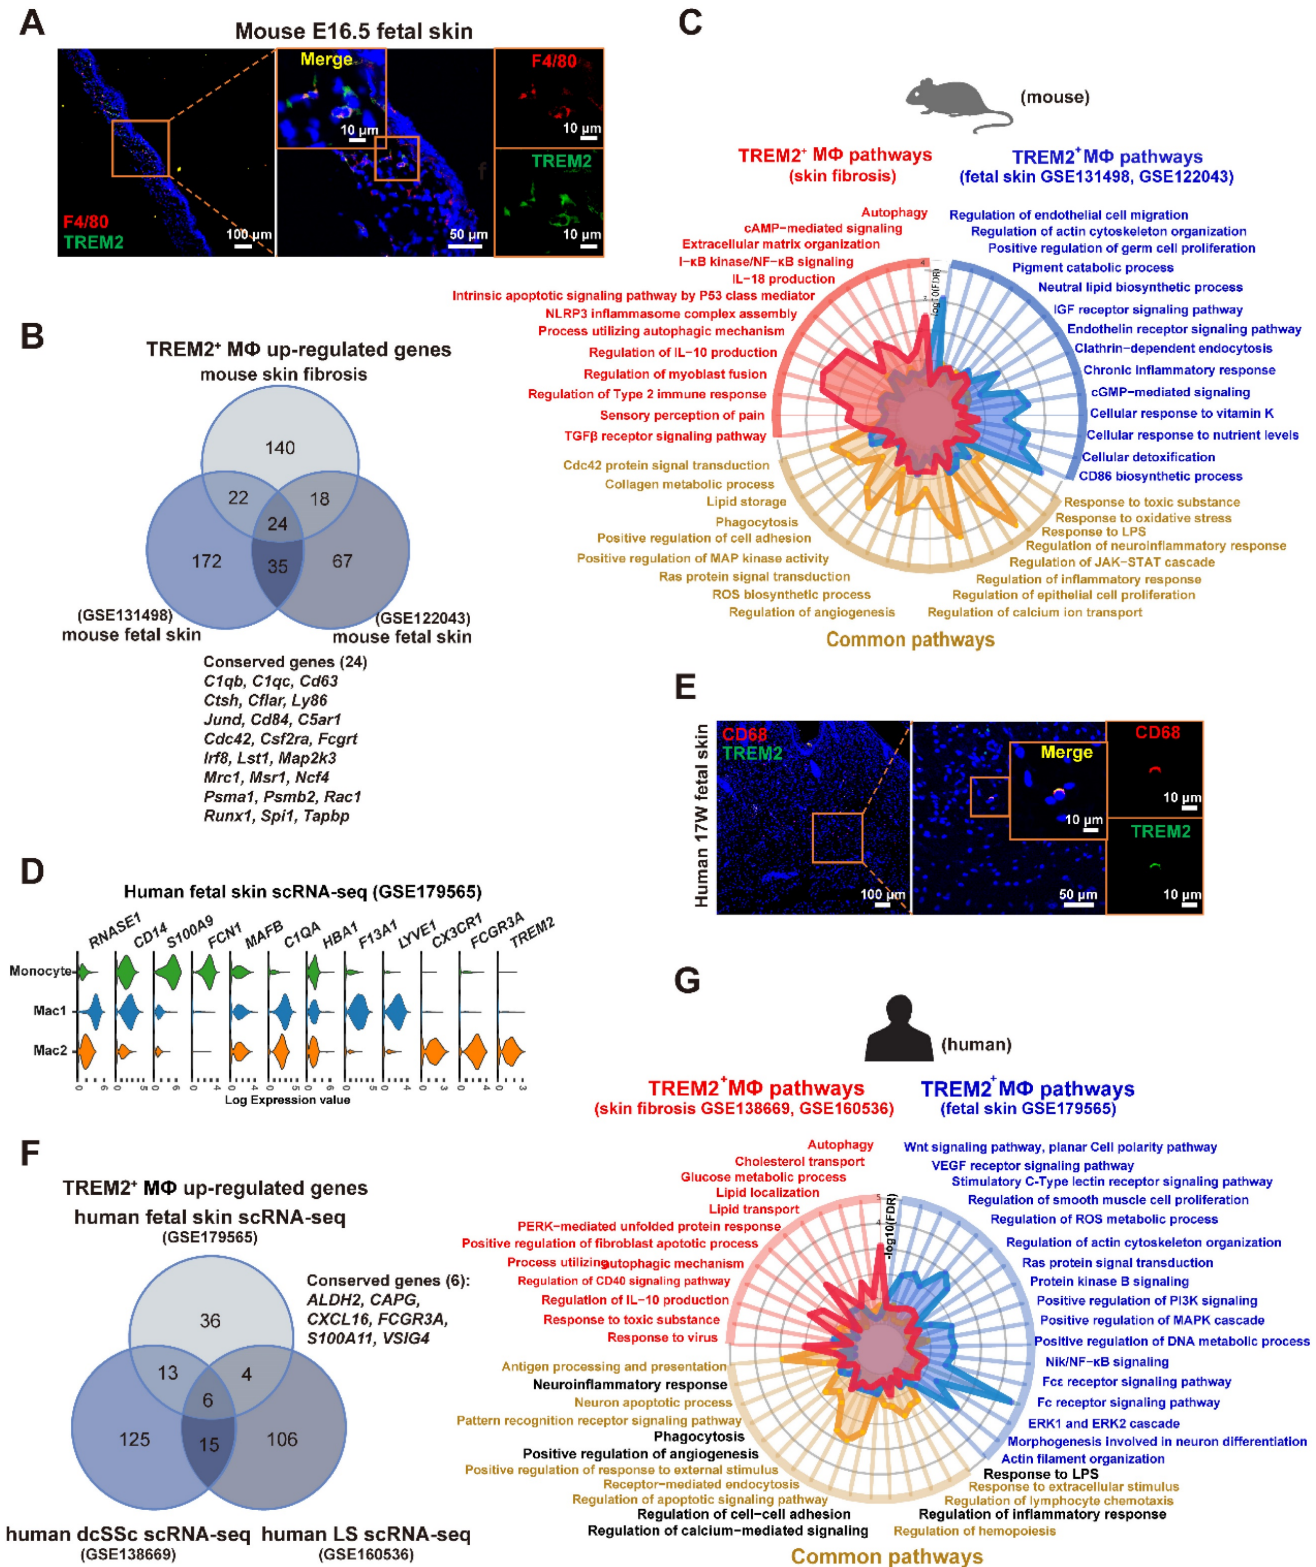 A
Mouse E16.5 fetal skin
Merge
10 µm
F4/80
10 µm
TREM2
10 µm
F4/80
TREM2
100 µm
50 µm
f
B
TREM2+ MΦ up-regulated genes
mouse skin fibrosis
140
22
18
24
172
35
67
(GSE131498)
mouse fetal skin
(GSE122043)
mouse fetal skin
Conserved genes (24)
C1qb, C1qc, Cd63
Ctsh, Cflar, Ly86
Jund, Cd84, C5ar1
Cdc42, Csf2ra, Fcgrt
Irf8, Lst1, Map2k3
Mrc1, Msr1, Ncf4
Psma1, Psmb2, Rac1
Runx1, Spi1, Tapbp
C
(mouse)
TREM2+ MΦ pathways
(skin fibrosis)
TREM2+MΦ pathways
(fetal skin GSE131498, GSE122043)
Autophagy
cAMP−mediated signaling
Extracellular matrix organization
I−κB kinase/NF−κB signaling
IL−18 production
Intrinsic apoptotic signaling pathway by P53 class mediator
NLRP3 inflammasome complex assembly
Process utilizing autophagic mechanism
Regulation of IL−10 production
Regulation of myoblast fusion
Regulation of Type 2 immune response
Sensory perception of pain
TGFβ receptor signaling pathway
Regulation of endothelial cell migration
Regulation of actin cytoskeleton organization
Positive regulation of germ cell proliferation
Pigment catabolic process
Neutral lipid biosynthetic process
IGF receptor signaling pathway
Endothelin receptor signaling pathway
Clathrin-dependent endocytosis
Chronic inflammatory response
cGMP−mediated signaling
Cellular response to vitamin K
Cellular response to nutrient levels
Cellular detoxification
CD86 biosynthetic process
-log10(FDR)
4
Cdc42 protein signal transduction
Collagen metabolic process
Lipid storage
Phagocytosis
Positive regulation of cell adhesion
Positive regulation of MAP kinase activity
Ras protein signal transduction
ROS biosynthetic process
Regulation of angiogenesis
Response to toxic substance
Response to oxidative stress
Response to LPS
Regulation of neuroinflammatory response
Regulation of JAK−STAT cascade
Regulation of inflammatory response
Regulation of epithelial cell proliferation
Regulation of calcium ion transport
Common pathways
D
Human fetal skin scRNA-seq (GSE179565)
RNASE1
CD14
S100A9
FCN1
MAFB
C1QA
HBA1
F13A1
LYVE1
CX3CR1
FCGR3A
TREM2
Monocyte
Mac1
Mac2
Log Expression value
E
Human 17W fetal skin
CD68
TREM2
100 µm
Merge
10 µm
50 µm
CD68
10 µm
TREM2
10 µm
F
TREM2+ MΦ up-regulated genes
human fetal skin scRNA-seq
(GSE179565)
36
13
4
6
125
15
106
Conserved genes (6):
ALDH2, CAPG,
CXCL16, FCGR3A,
S100A11, VSIG4
human dcSSc scRNA-seq
(GSE138669)
human LS scRNA-seq
(GSE160536)
G
(human)
TREM2+MΦ pathways
(skin fibrosis GSE138669, GSE160536)
TREM2+MΦ pathways
(fetal skin GSE179565)
Autophagy
Cholesterol transport
Glucose metabolic process
Lipid localization
Lipid transport
PERK−mediated unfolded protein response
Positive regulation of fibroblast apoptotic process
Process utilizing autophagic mechanism
Regulation of CD40 signaling pathway
Regulation of IL−10 production
Response to toxic substance
Response to virus
5
4
-log10(FDR)
Wnt signaling pathway, planar Cell polarity pathway
VEGF receptor signaling pathway
Stimulatory C-Type lectin receptor signaling pathway
Regulation of smooth muscle cell proliferation
Regulation of ROS metabolic process
Regulation of actin cytoskeleton organization
Ras protein signal transduction
Protein kinase B signaling
Positive regulation of PI3K signaling
Positive regulation of MAPK cascade
Positive regulation of DNA metabolic process
Nik/NF−κB signaling
Fcε receptor signaling pathway
Fc receptor signaling pathway
ERK1 and ERK2 cascade
Morphogenesis involved in neuron differentiation
Actin filament organization
Antigen processing and presentation
Neuroinflammatory response
Neuron apoptotic process
Pattern recognition receptor signaling pathway
Phagocytosis
Positive regulation of angiogenesis
Positive regulation of response to external stimulus
Receptor-mediated endocytosis
Regulation of apoptotic signaling pathway
Regulation of cell-cell adhesion
Regulation of calcium-mediated signaling
Response to LPS
Response to extracellular stimulus
Regulation of lymphocyte chemotaxis
Regulation of inflammatory response
Regulation of hemopoiesis
Common pathways